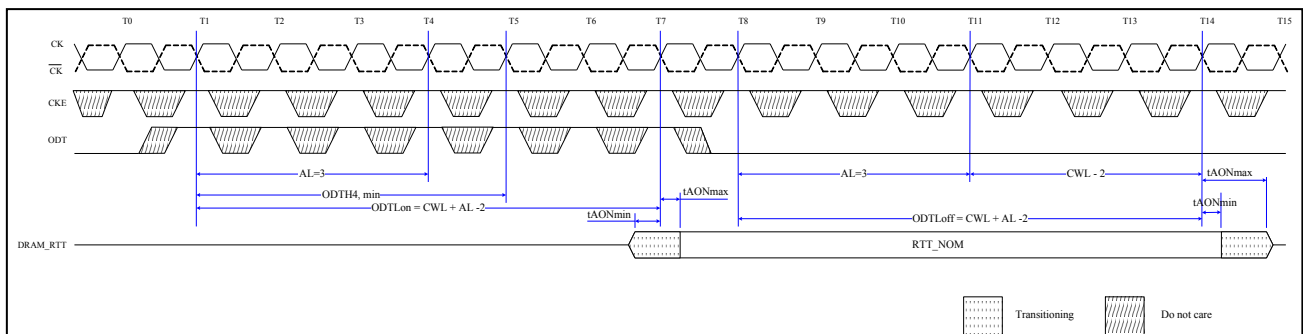 T0 T1 T2 T3 T4 T5 T6 T7 T8 T9 T10 T11 T12 T13 T14 T15
CK
CK
CKE
ODT
AL=3
AL=3
CWL - 2
tAONmax
ODTH4, min
tAONmax
ODTLon = CWL + AL -2
tAONmin
tAONmin
ODTLoff = CWL + AL -2
DRAM_RTT
RTT_NOM
Transitioning
Do not care